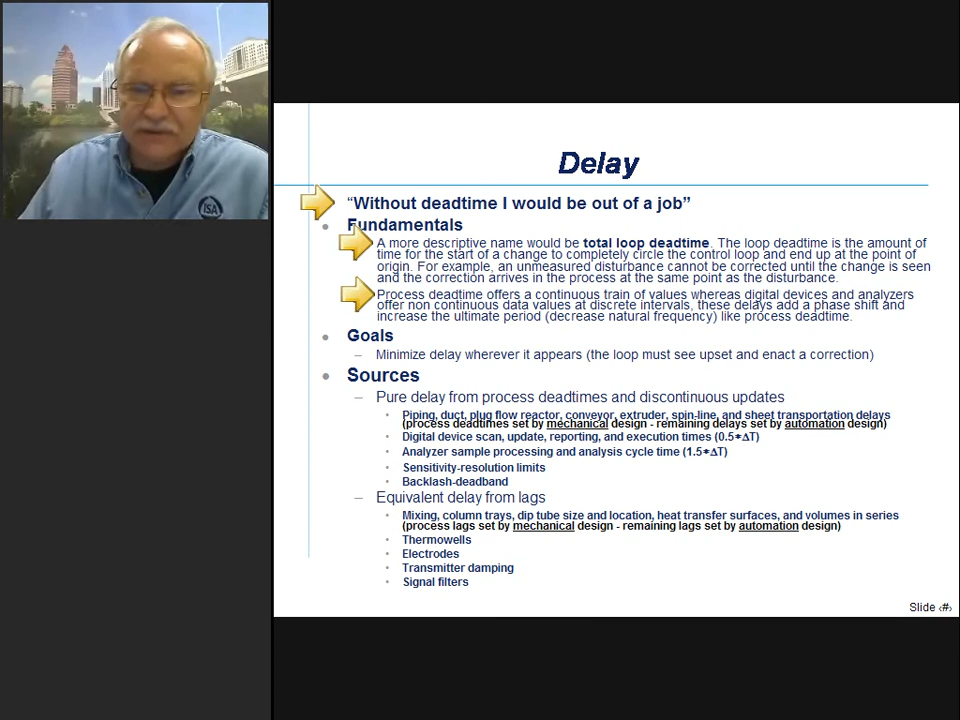 ISA
Delay
“Without deadtime I would be out of a job”
Fundamentals
A more descriptive name would be total loop deadtime. The loop deadtime is the amount of
time for the start of a change to completely circle the control loop and end up at the point of
origin. For example, an unmeasured disturbance cannot be corrected until the change is seen
and the correction arrives in the process at the same point as the disturbance.
Process deadtime offers a continuous train of values whereas digital devices and analyzers
offer non continuous data values at discrete intervals, these delays add a phase shift and
increase the ultimate period (decrease natural frequency) like process deadtime.
Goals
– Minimize delay wherever it appears (the loop must see upset and enact a correction)
Sources
– Pure delay from process deadtimes and discontinuous updates
Piping, duct, plug flow reactor, conveyor, extruder, spin-line, and sheet transportation delays
(process deadtimes set by mechanical design - remaining delays set by automation design)
Digital device scan, update, reporting, and execution times (0.5∗ΔT)
Analyzer sample processing and analysis cycle time (1.5∗ΔT)
Sensitivity-resolution limits
Backlash-deadband
– Equivalent delay from lags
Mixing, column trays, dip tube size and location, heat transfer surfaces, and volumes in series
(process lags set by mechanical design - remaining lags set by automation design)
Thermowells
Electrodes
Transmitter damping
Signal filters
Slide ‹#›